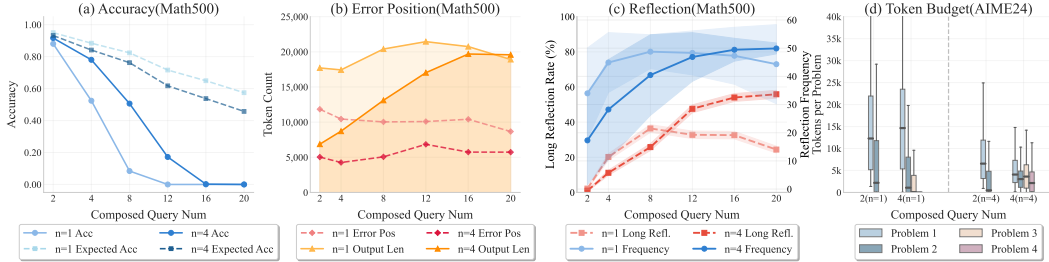 (a) Accuracy(Math500)
Accuracy
1.00
0.80
0.60
0.40
0.20
0.00
2 4 8 12 16 20
Composed Query Num
n=1 Acc
n=4 Acc
n=1 Expected Acc
n=4 Expected Acc
(b) Error Position(Math500)
Token Count
25,000
20,000
15,000
10,000
5,000
0
2 4 8 12 16 20
Composed Query Num
n=1 Error Pos
n=4 Error Pos
n=1 Output Len
n=4 Output Len
(c) Reflection(Math500)
Long Reflection Rate (%)
100
80
60
40
20
0
2 4 8 12 16 20
Composed Query Num
60
50
40
30
20
10
0
Reflection Frequency
n=1 Long Refl.
n=4 Long Refl.
n=1 Frequency
n=4 Frequency
(d) Token Budget(AIME24)
Tokens per Problem
40k
35k
30k
25k
20k
15k
10k
5k
0
2(n=1) 4(n=1) 2(n=4) 4(n=4)
Composed Query Num
Problem 1
Problem 3
Problem 2
Problem 4